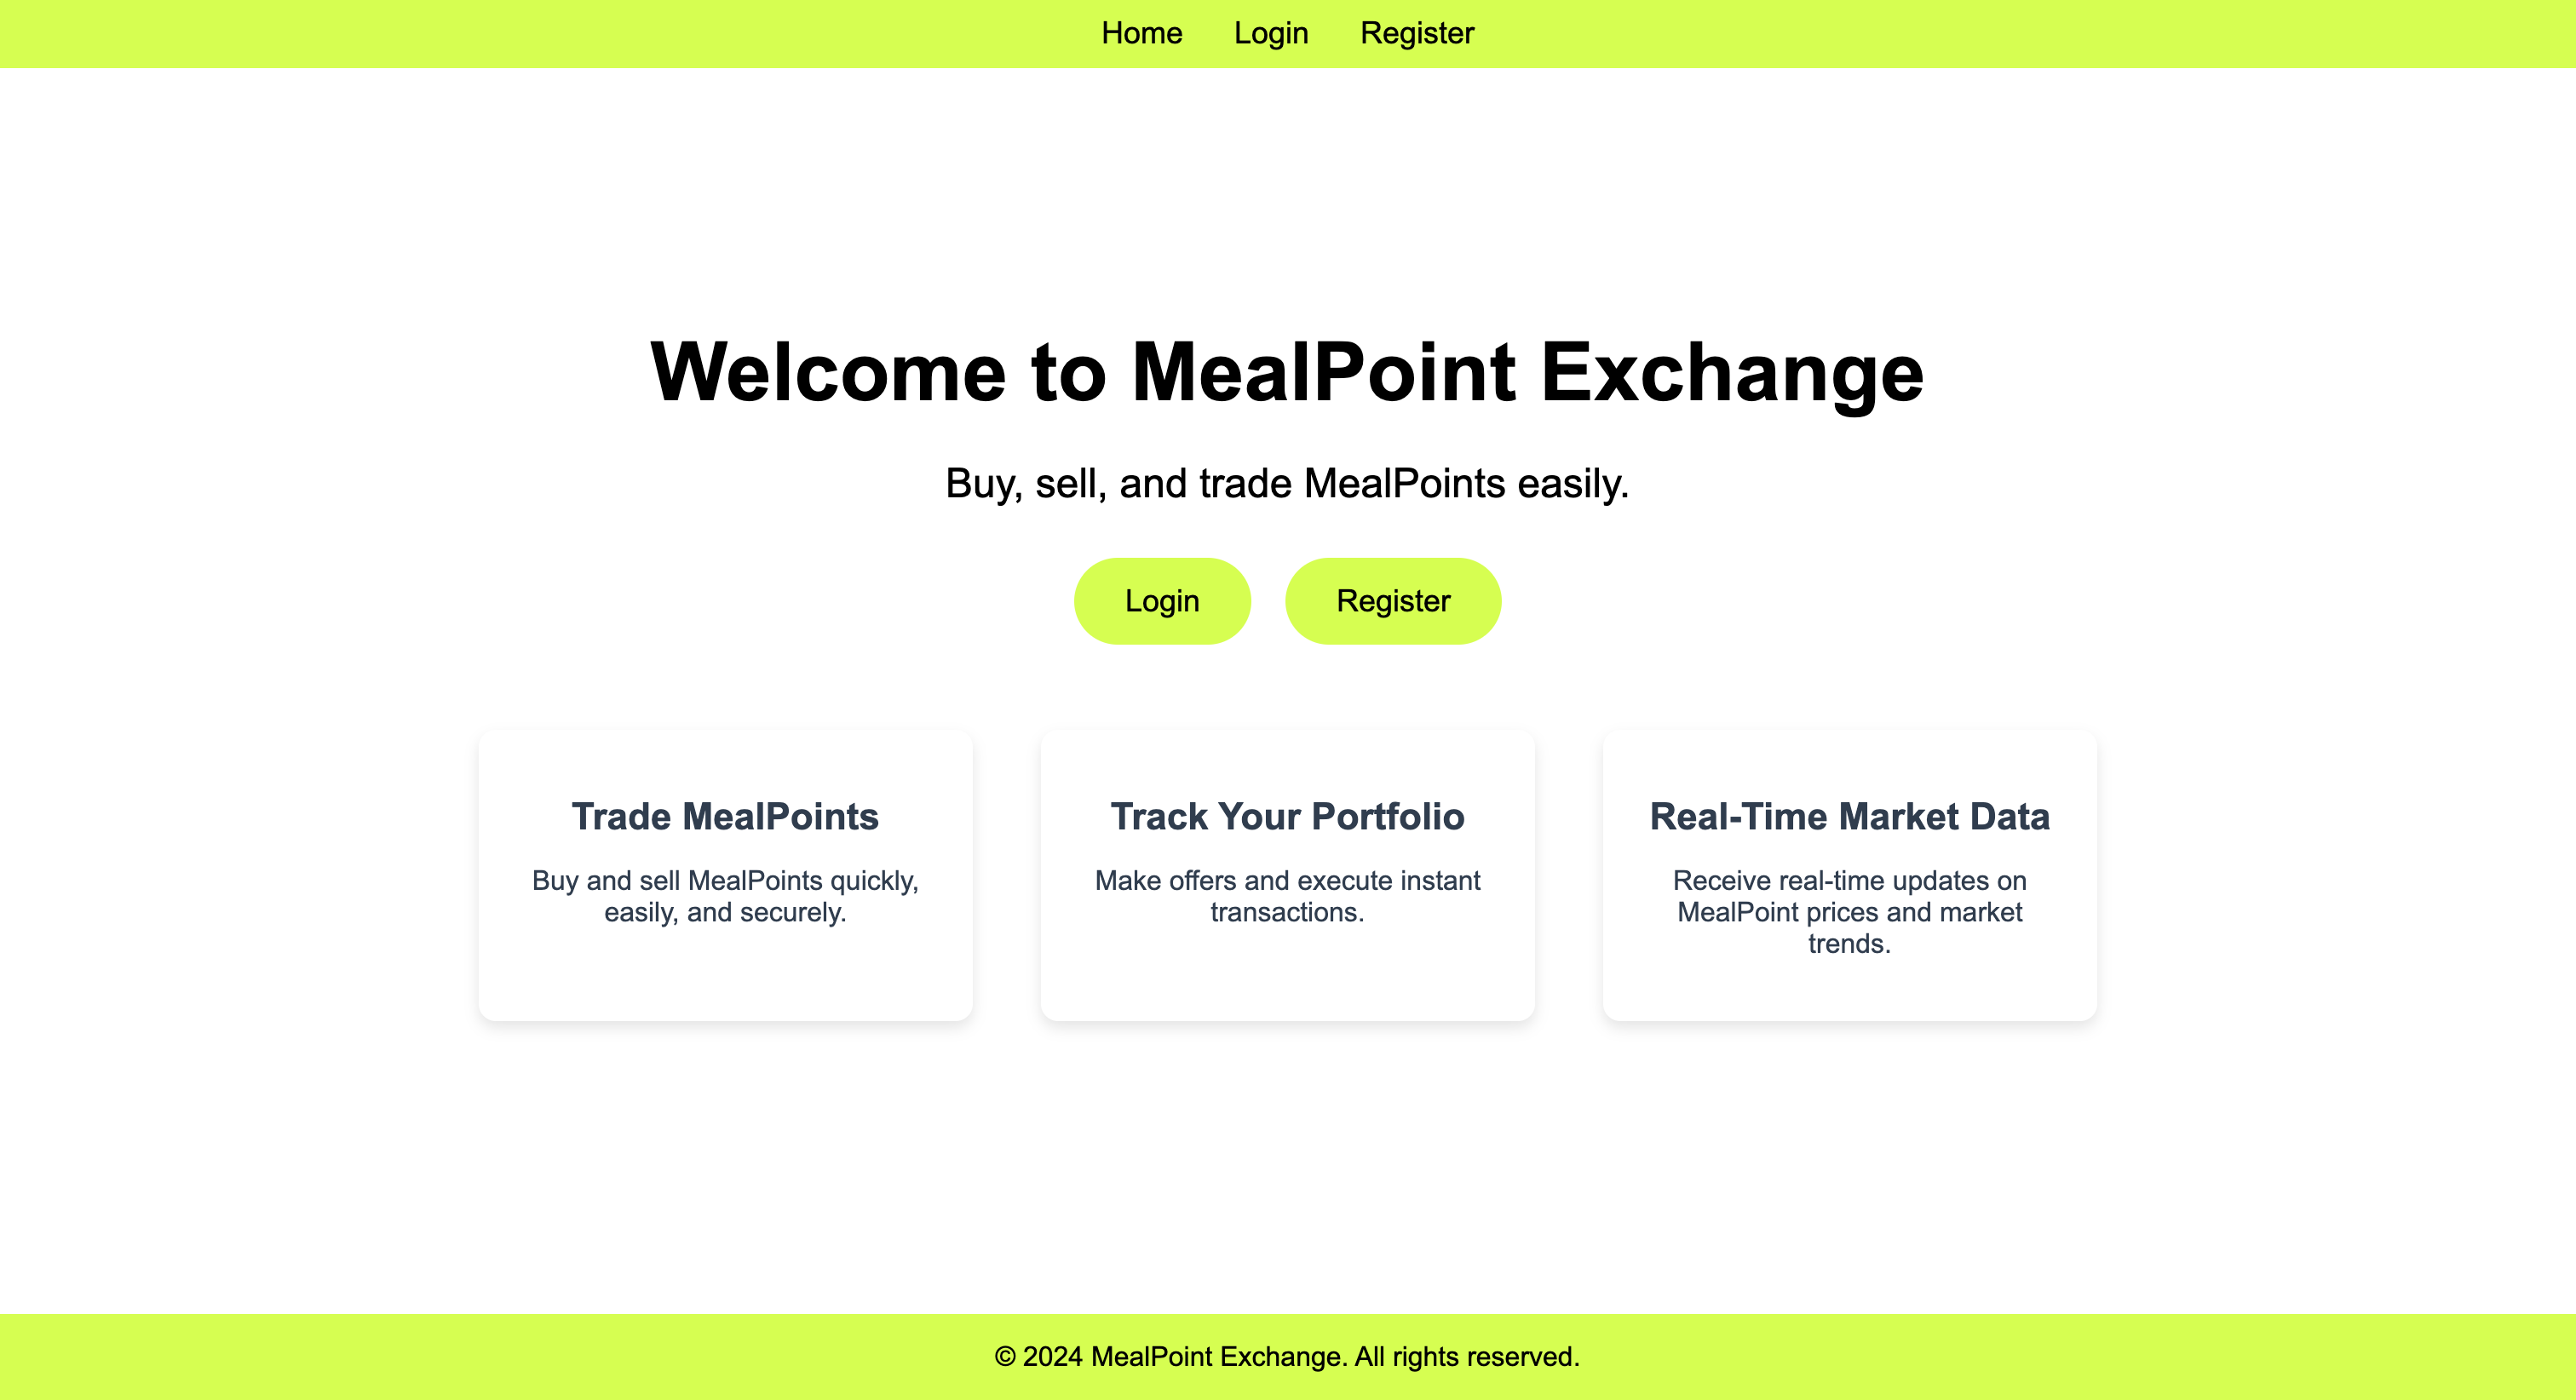 Home Login Register
Welcome to MealPoint Exchange
Buy, sell, and trade MealPoints easily.
Login Register
Trade MealPoints
Buy and sell MealPoints quickly,
easily, and securely.
Track Your Portfolio
Make offers and execute instant
transactions.
Real-Time Market Data
Receive real-time updates on
MealPoint prices and market
trends.
© 2024 MealPoint Exchange. All rights reserved.